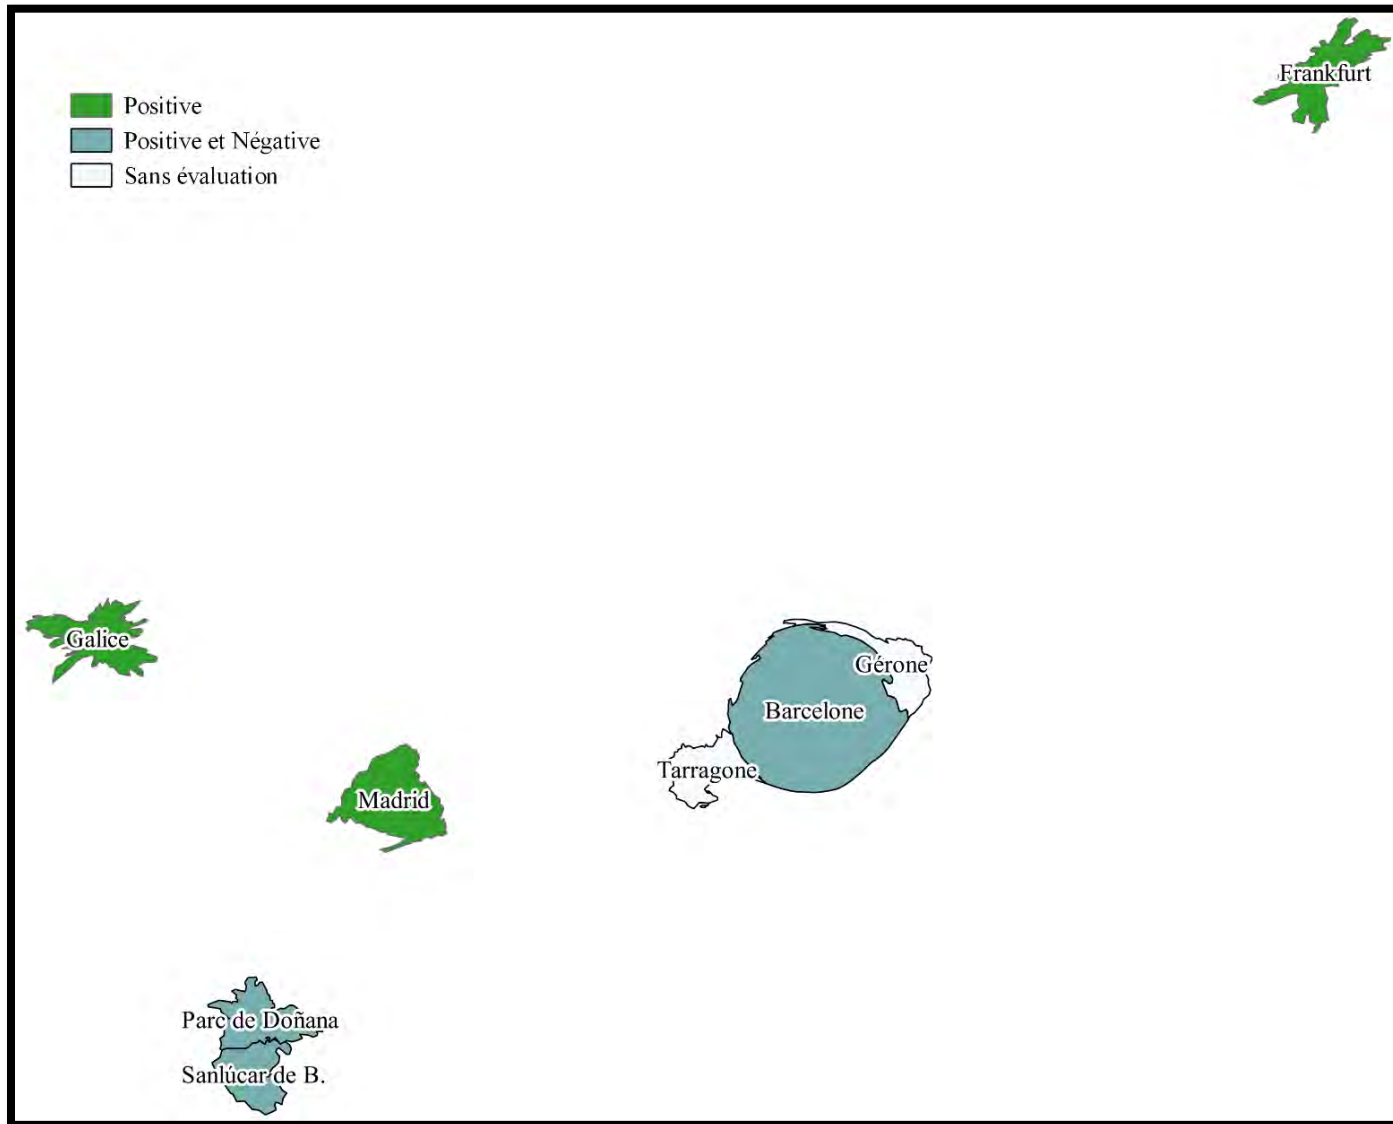 Frankfurt
Positive
Positive et Négative
Sans évaluation
Galice
Gérone
Barcelone
Tarragone
Madrid
Parc de Doñana
Sanlúcar de B.